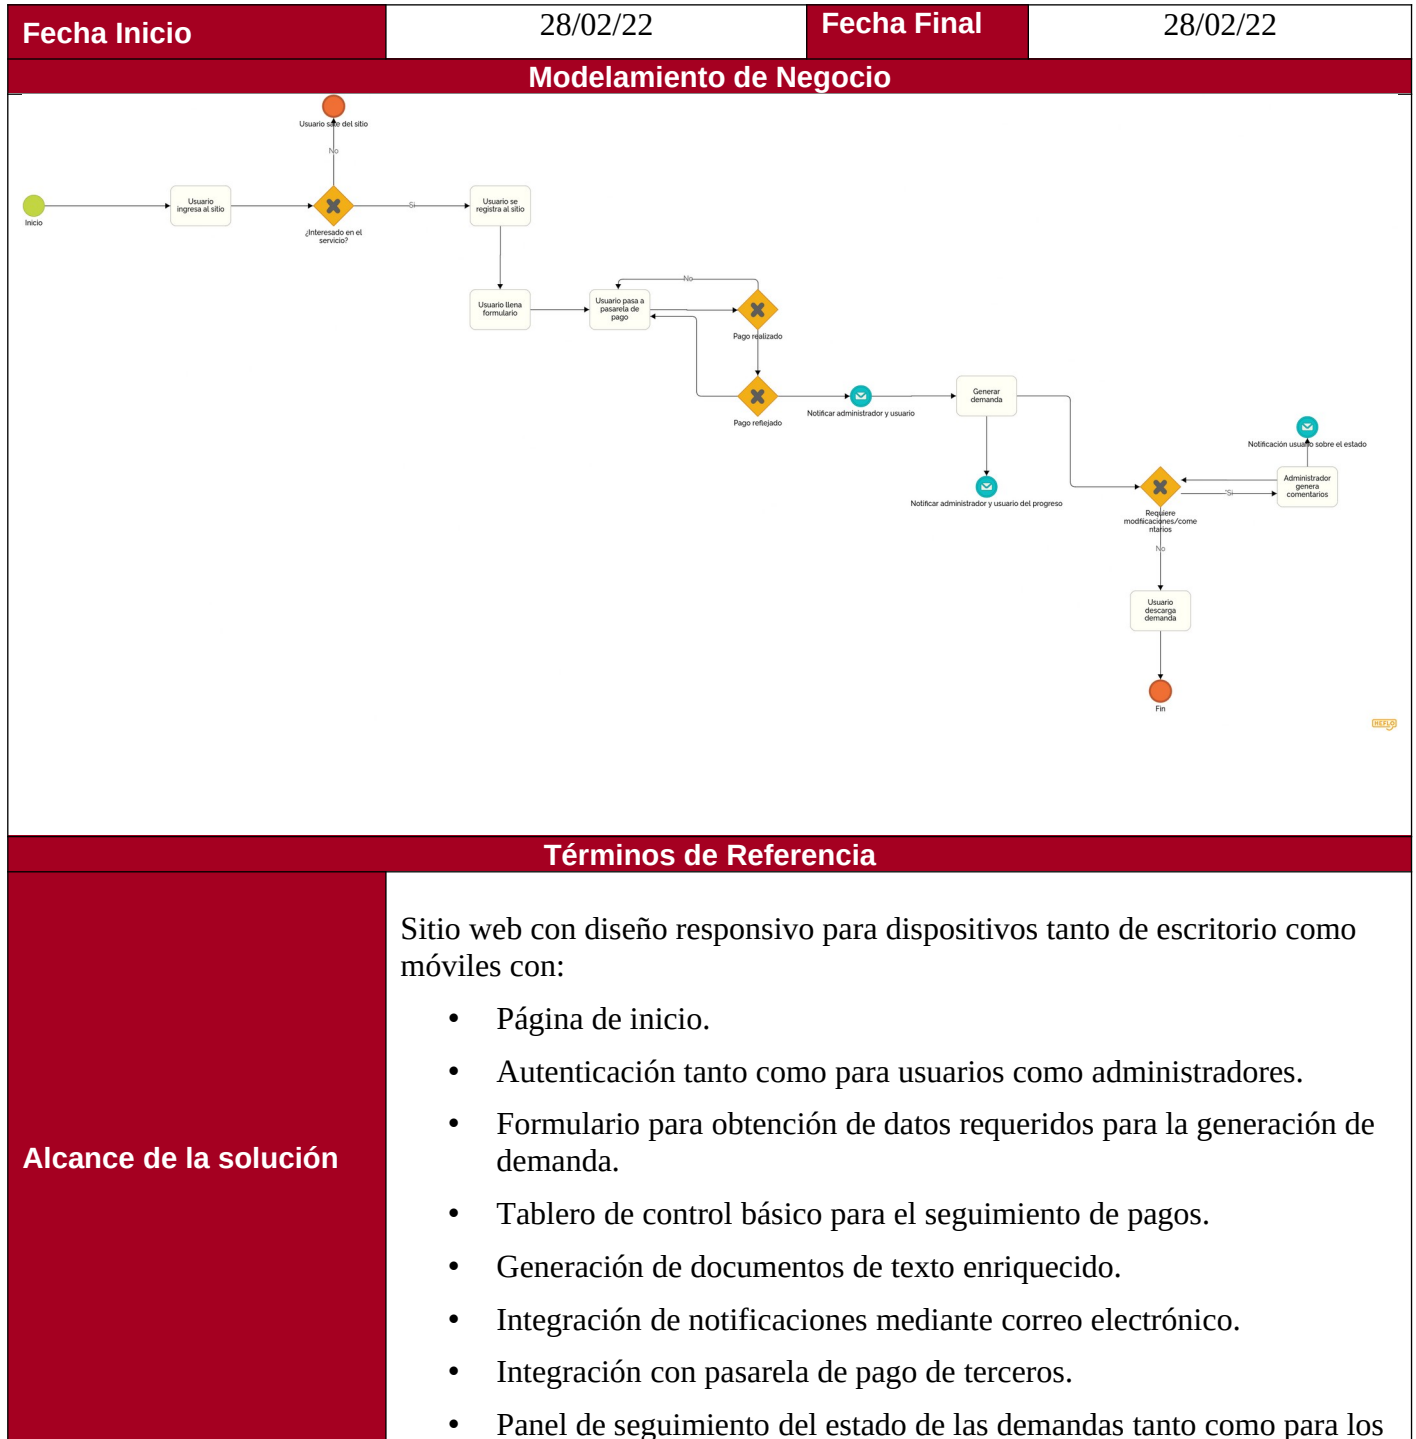 Fecha Inicio
28/02/22
Fecha Final
28/02/22
Modelamiento de Negocio
Usuario sale del sitio
No
Inicio
Usuario
ingresa al sitio
¿Interesado en el
servicio?
Si
Usuario se
registra al sitio
Usuario llena
formulario
Usuario pasa a
pasarela de
pago
No
Pago realizado
Pago reflejado
Notificar administrador y usuario
Generar
demanda
Notificar administrador y usuario del progreso
Notificación usuario sobre el estado
Administrador
genera
comentarios
Si
Requiere
modficaciones/come
ntarios
No
Usuario
descarga
demanda
Fin
HEFLO
Términos de Referencia
Alcance de la solución
Sitio web con diseño responsivo para dispositivos tanto de escritorio como
móviles con:
• Página de inicio.
• Autenticación tanto como para usuarios como administradores.
• Formulario para obtención de datos requeridos para la generación de
demanda.
• Tablero de control básico para el seguimiento de pagos.
• Generación de documentos de texto enriquecido.
• Integración de notificaciones mediante correo electrónico.
• Integración con pasarela de pago de terceros.
• Panel de seguimiento del estado de las demandas tanto como para los